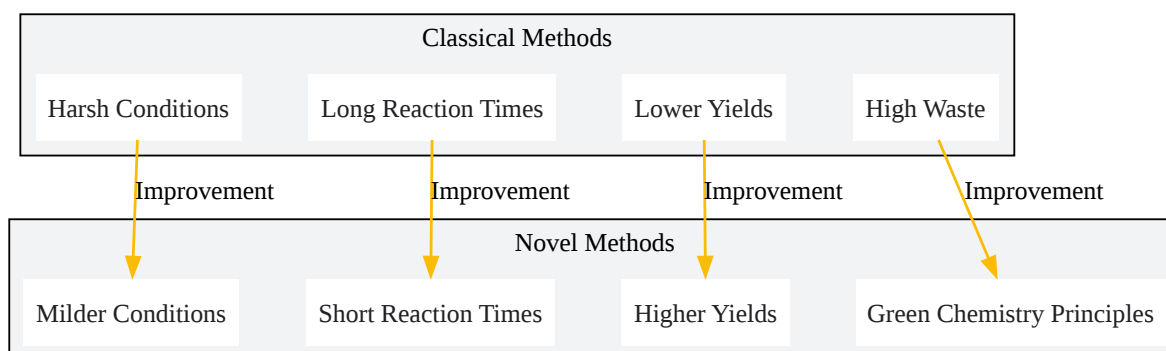 Classical Methods
Harsh Conditions
Long Reaction Times
Lower Yields
High Waste
Improvement
Improvement
Improvement
Improvement
Novel Methods
Milder Conditions
Short Reaction Times
Higher Yields
Green Chemistry Principles